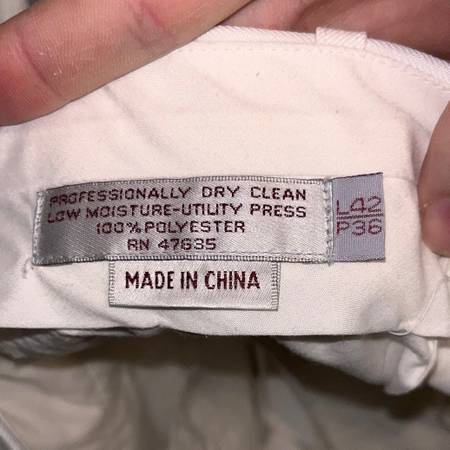 PROFESSIONALLY DRY CLEAN
LOW MOISTURE-UTILITY PRESS
100% POLYESTER
RN 47635
L42
P36
MADE IN CHINA